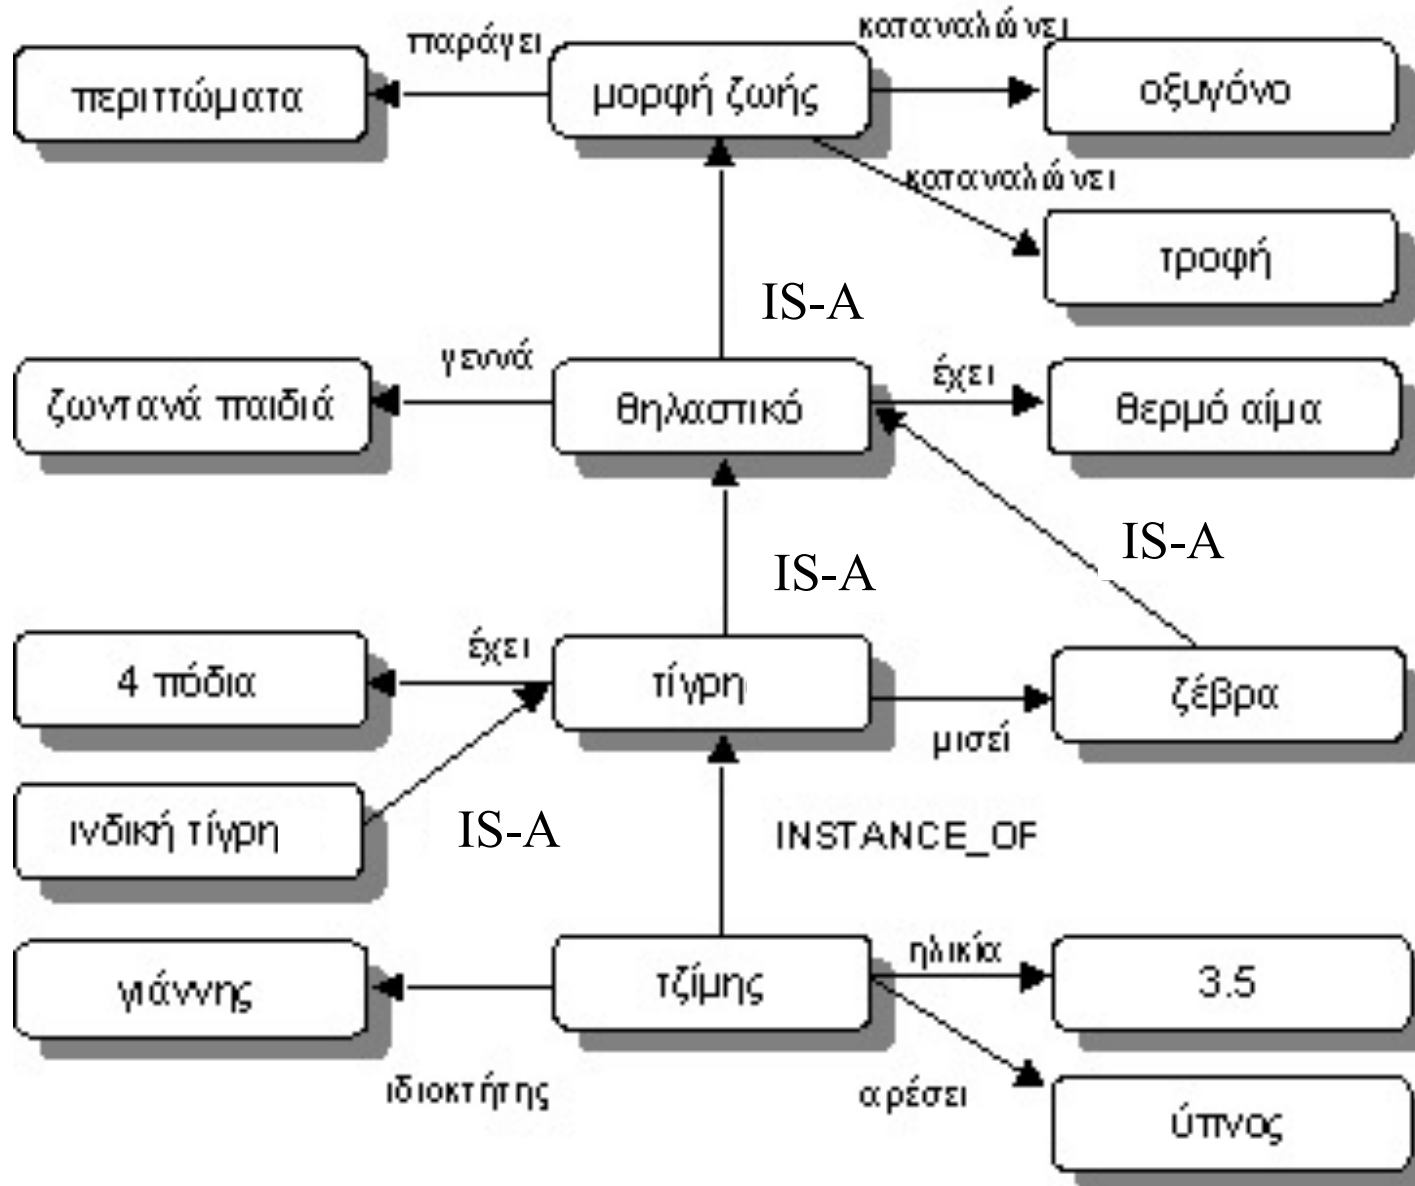 παράγει
καταναλώνει
περιττώματα
μορφή ζωής
οξυγόνο
καταναλώνει
τροφή
IS-A
γεννά
έχει
ζωντανά παιδιά
θηλαστικό
θερμό αίμα
IS-A
IS-A
έχει
4 πόδια
τίγρη
ζέβρα
μισεί
ινδική τίγρη
IS-A
INSTANCE_OF
ηλικία
γιάννης
τζίμης
3.5
ιδιοκτήτης
αρέσει
ύπνος